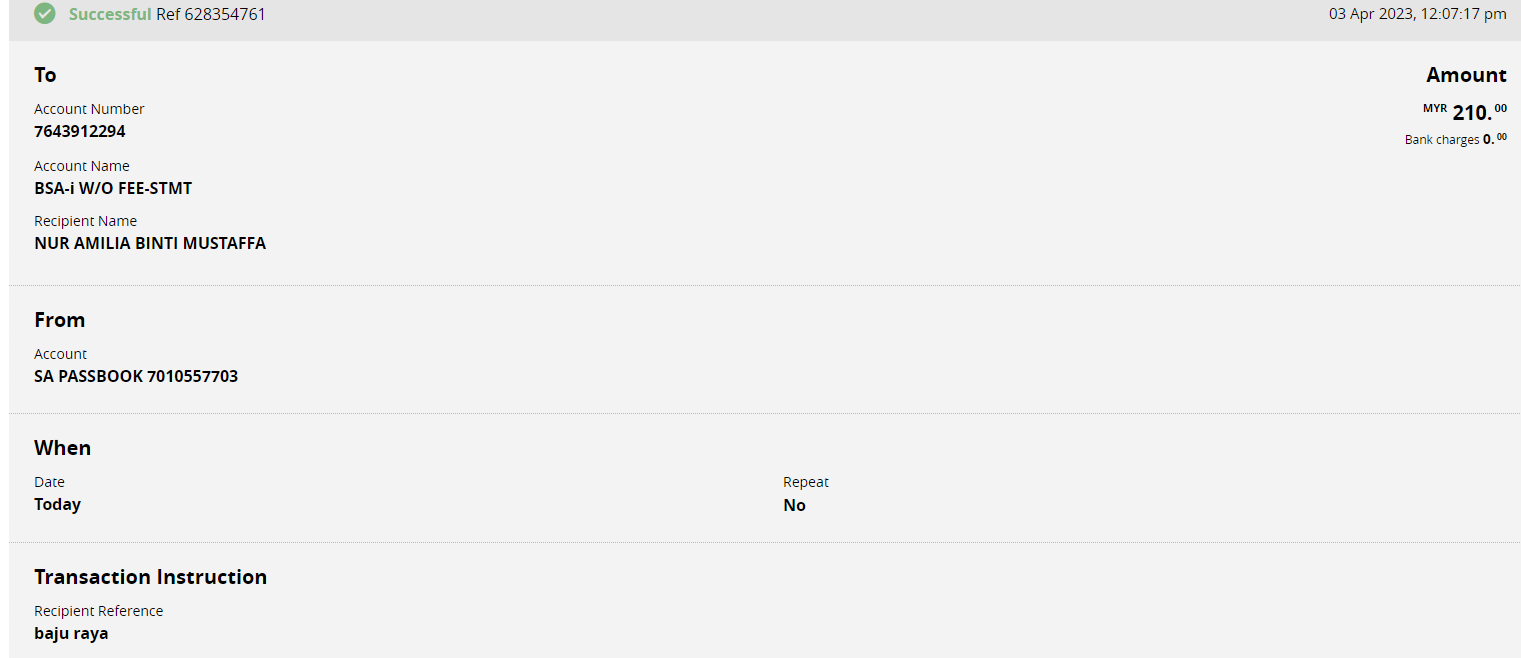 Successful Ref 628354761
03 Apr 2023, 12:07:17 pm
To
Account Number
7643912294
Account Name
BSA-i W/O FEE-STMT
Recipient Name
NUR AMILIA BINTI MUSTAFFA
Amount
MYR 210.00
Bank charges 0.00
From
Account
SA PASSBOOK 7010557703
When
Date
Today
Repeat
No
Transaction Instruction
Recipient Reference
baju raya